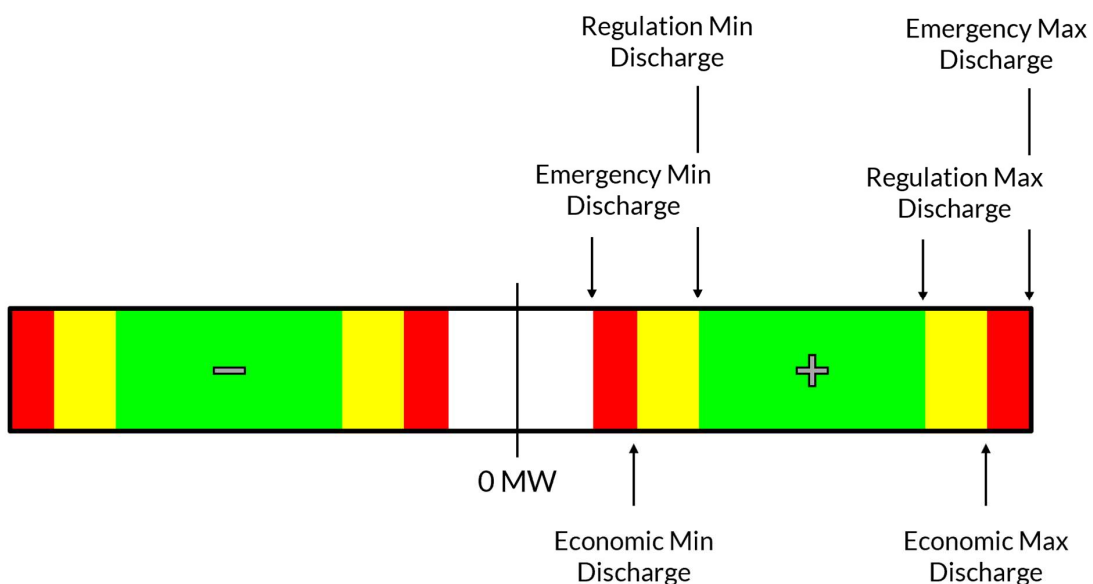 Regulation Min
Discharge
Emergency Max
Discharge
Emergency Min
Discharge
Regulation Max
Discharge
−
+
0 MW
Economic Min
Discharge
Economic Max
Discharge